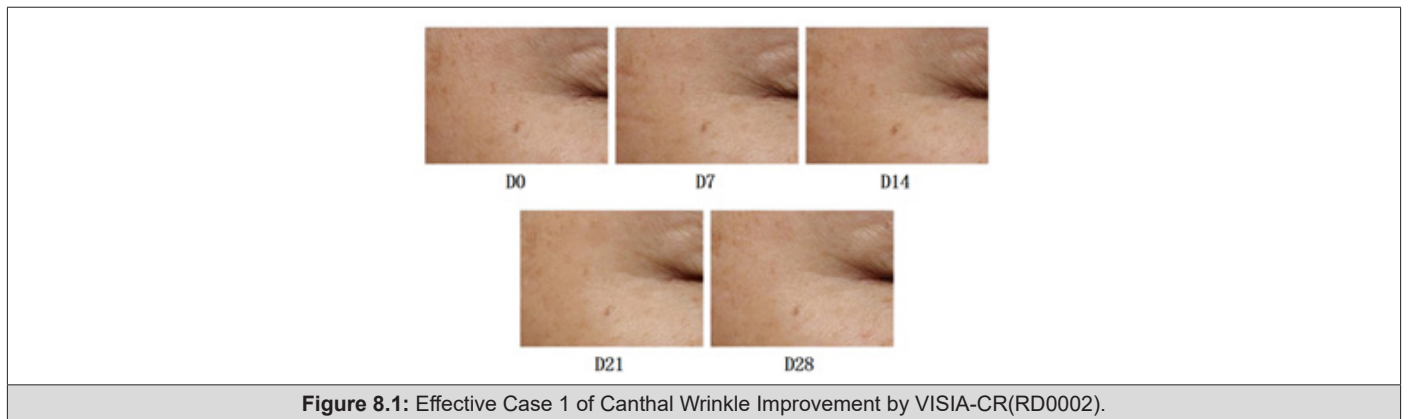 D0
D7
D14
D21
D28
Figure 8.1: Effective Case 1 of Canthal Wrinkle Improvement by VISIA-CR(RD0002).